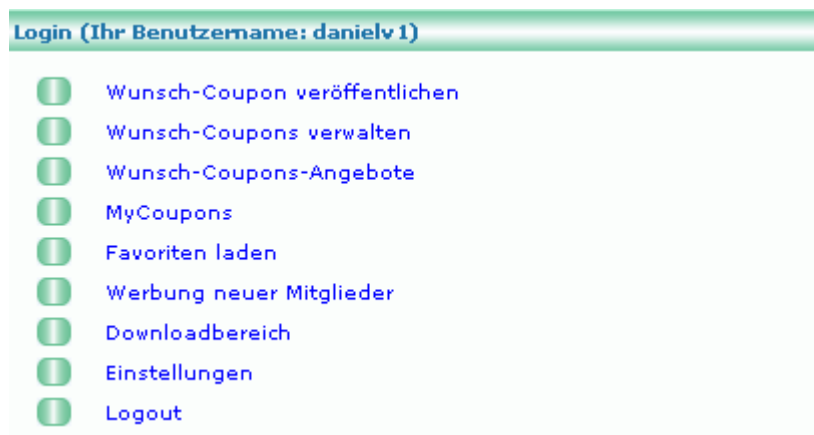 Login (Ihr Benutzername: danielv1)
Wunsch-Coupon veröffentlichen
Wunsch-Coupons verwalten
Wunsch-Coupons-Angebote
MyCoupons
Favoriten laden
Werbung neuer Mitglieder
Downloadbereich
Einstellungen
Logout